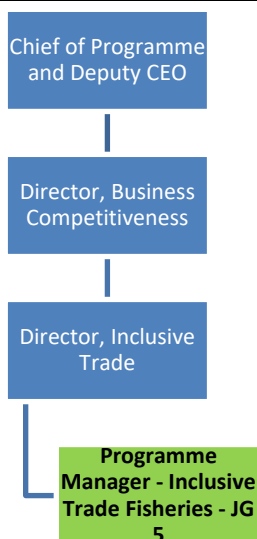 Chief of Programme
and Deputy CEO
Director, Business
Competitiveness
Director, Inclusive
Trade
Programme
Manager - Inclusive
Trade Fisheries - JG
5